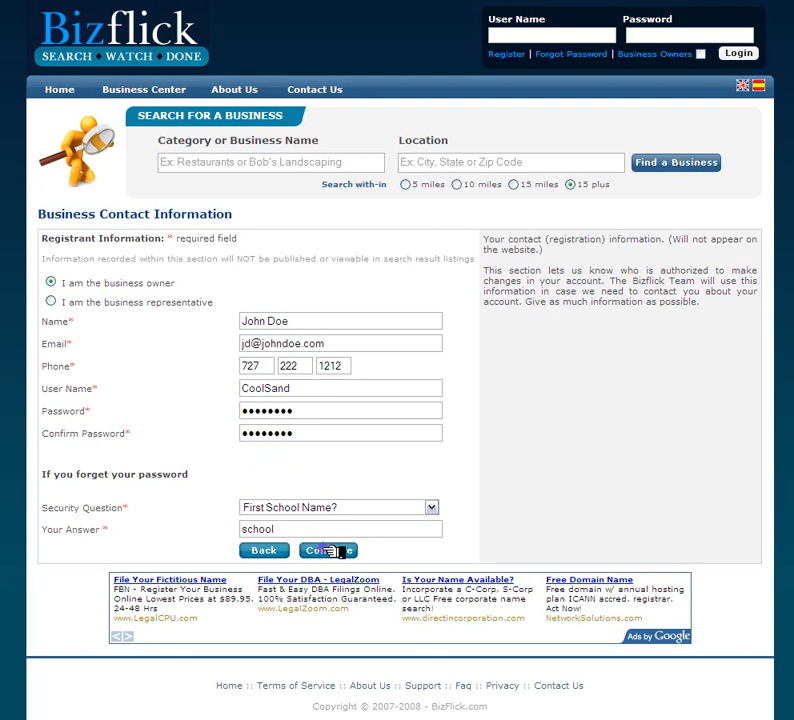 Bizflick
SEARCH ♦ WATCH ♦ DONE
User Name
Password
Register | Forgot Password | Business Owners
Login
Home
Business Center
About Us
Contact Us
SEARCH FOR A BUSINESS
Category or Business Name
Location
Ex: Restaurants or Bob's Landscaping
Ex: City, State or Zip Code
Find a Business
Search with-in
5 miles
10 miles
15 miles
15 plus
Business Contact Information
Registrant Information: * required field
Information recorded within this section will NOT be published or viewable in search result listings
I am the business owner
I am the business representative
Name*
John Doe
Email*
jd@johndoe.com
Phone*
727 222 1212
User Name*
CoolSand
Password*
●●●●●●●●
Confirm Password*
●●●●●●●●
If you forget your password
Security Question*
First School Name?
Your Answer *
school
Back
Your contact (registration) information. (Will not appear on
the website.)
This section lets us know who is authorized to make
changes in your account. The Bizflick Team will use this
information in case we need to contact you about your
account. Give as much information as possible.
File Your Fictitious Name
FBN - Register Your Business
Online Lowest Prices at $89.95.
24-48 Hrs
www.LegalCPU.com
File Your DBA - LegalZoom
Fast & Easy DBA Filings Online.
100% Satisfaction Guaranteed.
www.LegalZoom.com
Is Your Name Available?
Incorporate a C-Corp, S-Corp
or LLC Free corporate name
search!
www.directincorporation.com
Free Domain Name
Free domain w/ annual hosting
plan ICANN accred. registrar.
Act Now!
NetworkSolutions.com
Ads by Google
Home :: Terms of Service :: About Us :: Support :: Faq :: Privacy :: Contact Us
Copyright © 2007-2008 - BizFlick.com